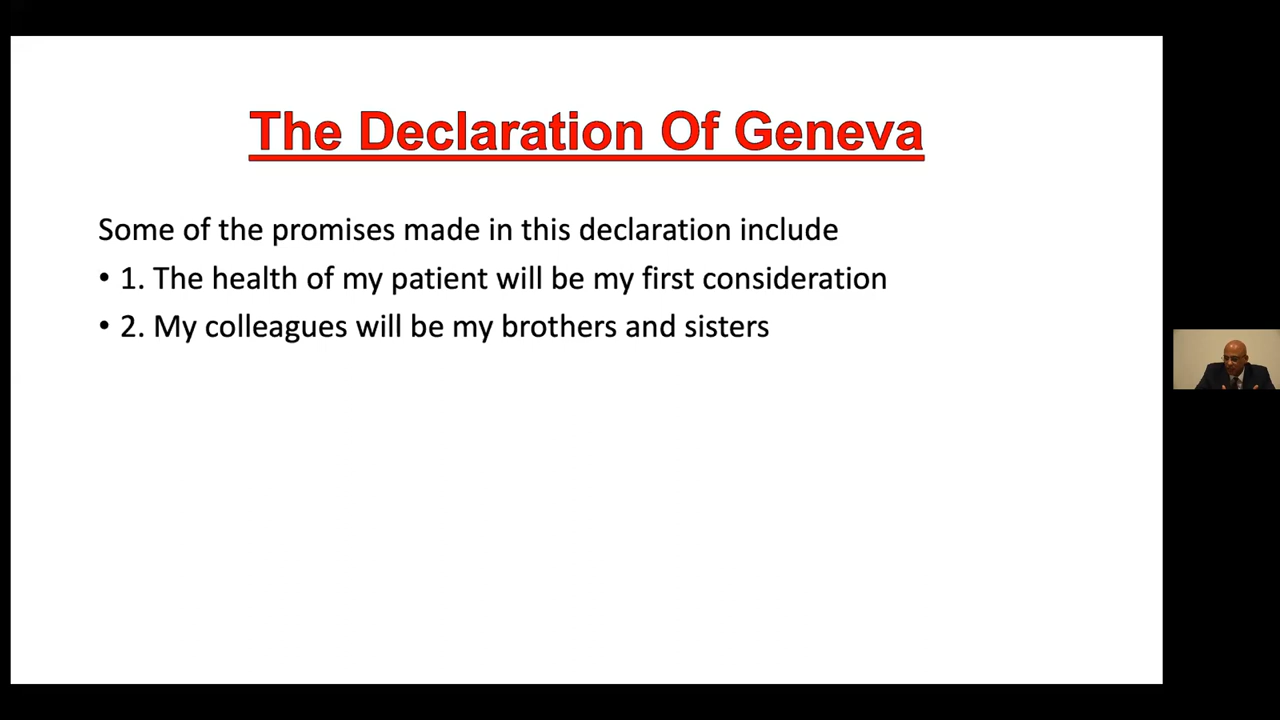 The Declaration Of Geneva
Some of the promises made in this declaration include
• 1. The health of my patient will be my first consideration
• 2. My colleagues will be my brothers and sisters